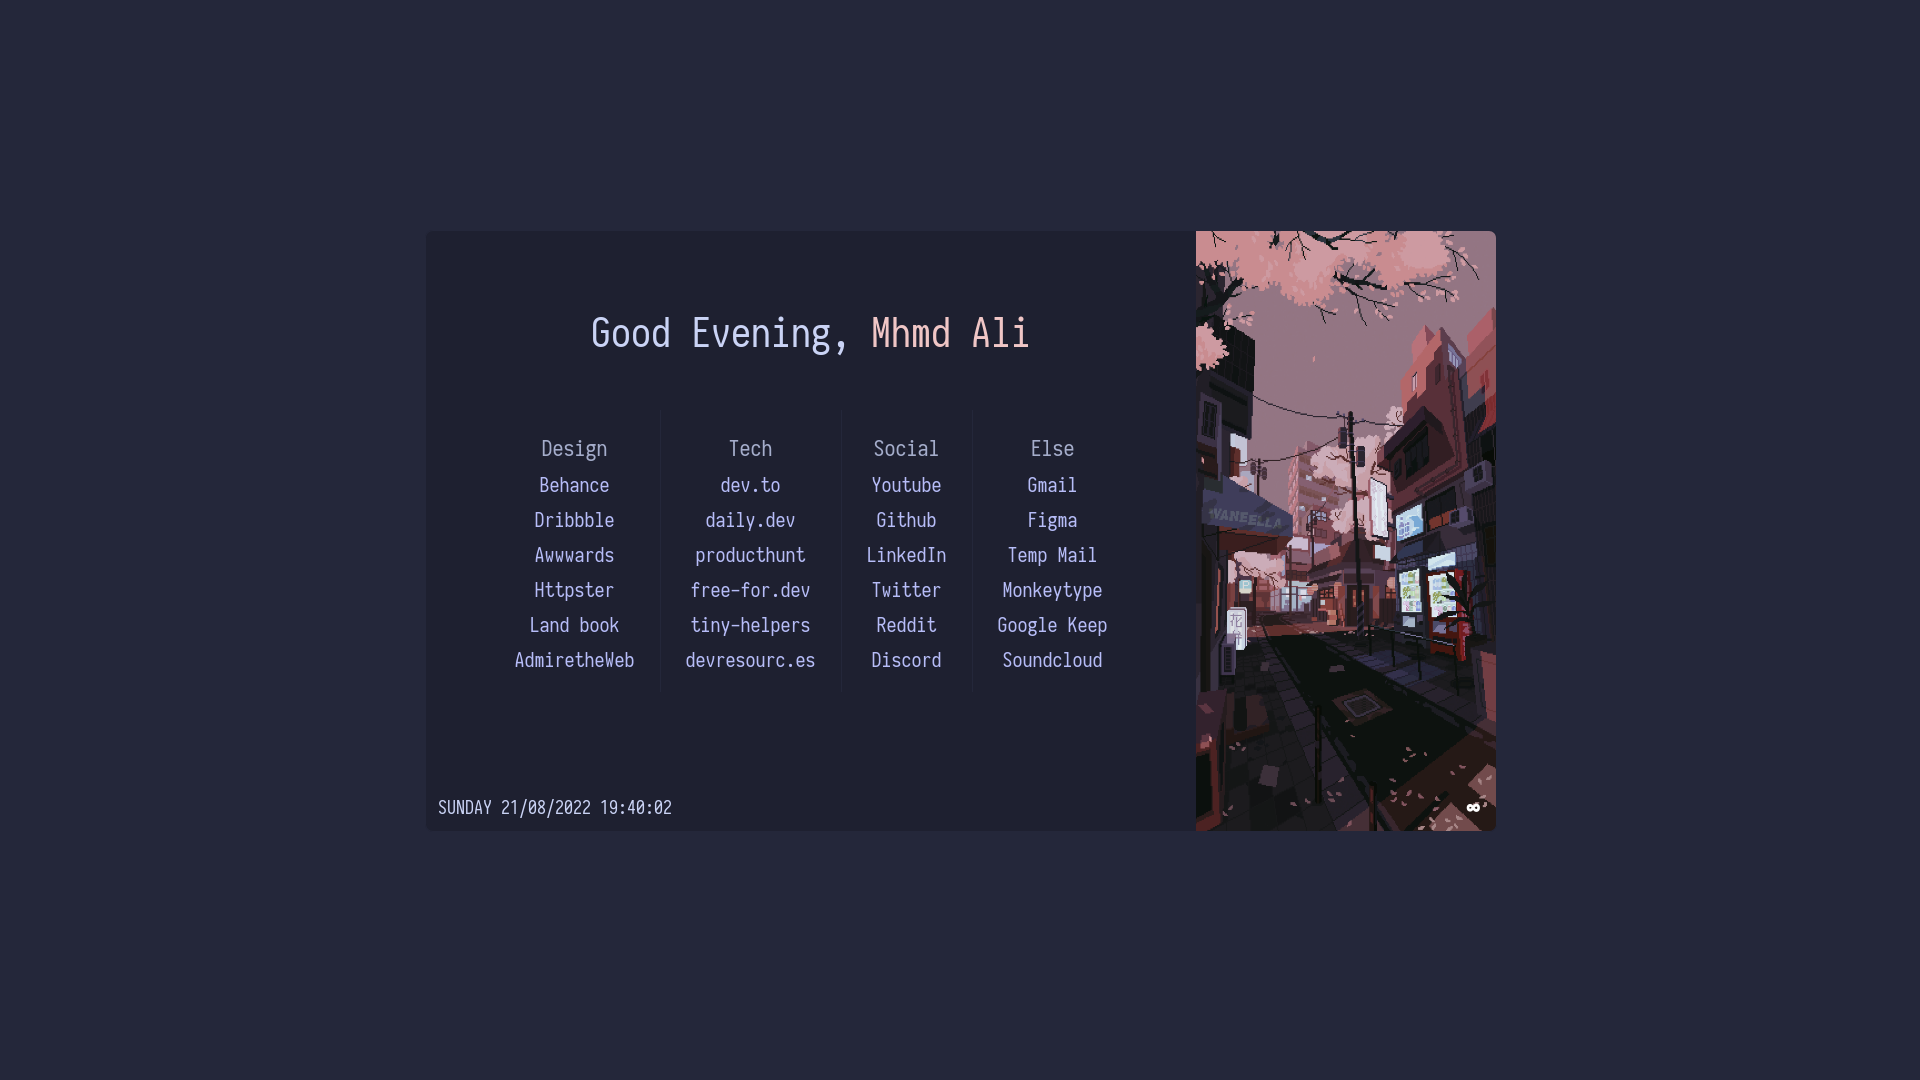 Good Evening, Mhmd Ali
Design
Behance
Dribbble
Awwwards
Httpster
Land book
AdmiretheWeb
Tech
dev.to
daily.dev
producthunt
free-for.dev
tiny-helpers
devresourc.es
Social
Youtube
Github
LinkedIn
Twitter
Reddit
Discord
Else
Gmail
Figma
Temp Mail
Monkeytype
Google Keep
Soundcloud
WANEELLA
花
SUNDAY 21/08/2022 19:40:02